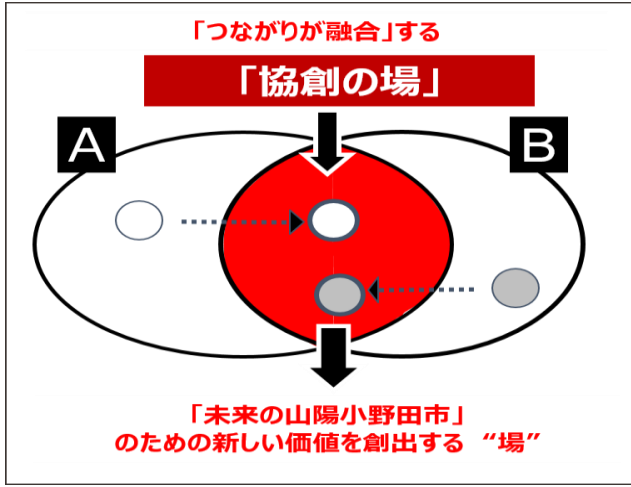 「つながりが融合」する
「協創の場」
A
B
「未来の山陽小野田市」
のための新しい価値を創出する “場”